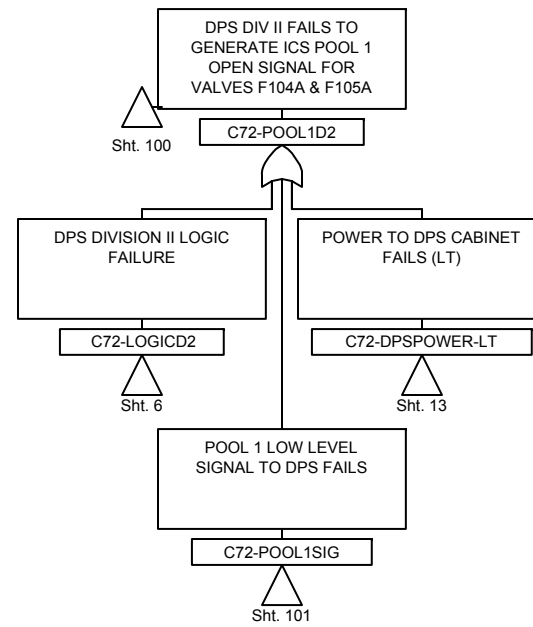 DPS DIV II FAILS TO
GENERATE ICS POOL 1
OPEN SIGNAL FOR
VALVES F104A & F105A
Sht. 100
C72-POOL1D2
DPS DIVISION II LOGIC
FAILURE
C72-LOGICD2
Sht. 6
POWER TO DPS CABINET
FAILS (LT)
C72-DPSPOWER-LT
Sht. 13
POOL 1 LOW LEVEL
SIGNAL TO DPS FAILS
C72-POOL1SIG
Sht. 101